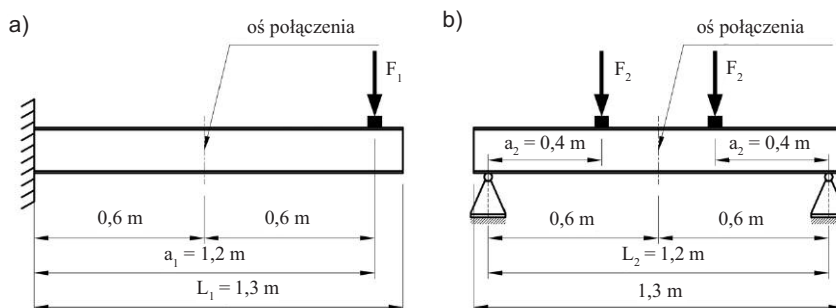 a)
oś połączenia
F1
0,6 m
0,6 m
a1 = 1,2 m
L1 = 1,3 m
b)
oś połączenia
F2
F2
a2 = 0,4 m
a2 = 0,4 m
0,6 m
0,6 m
L2 = 1,2 m
1,3 m